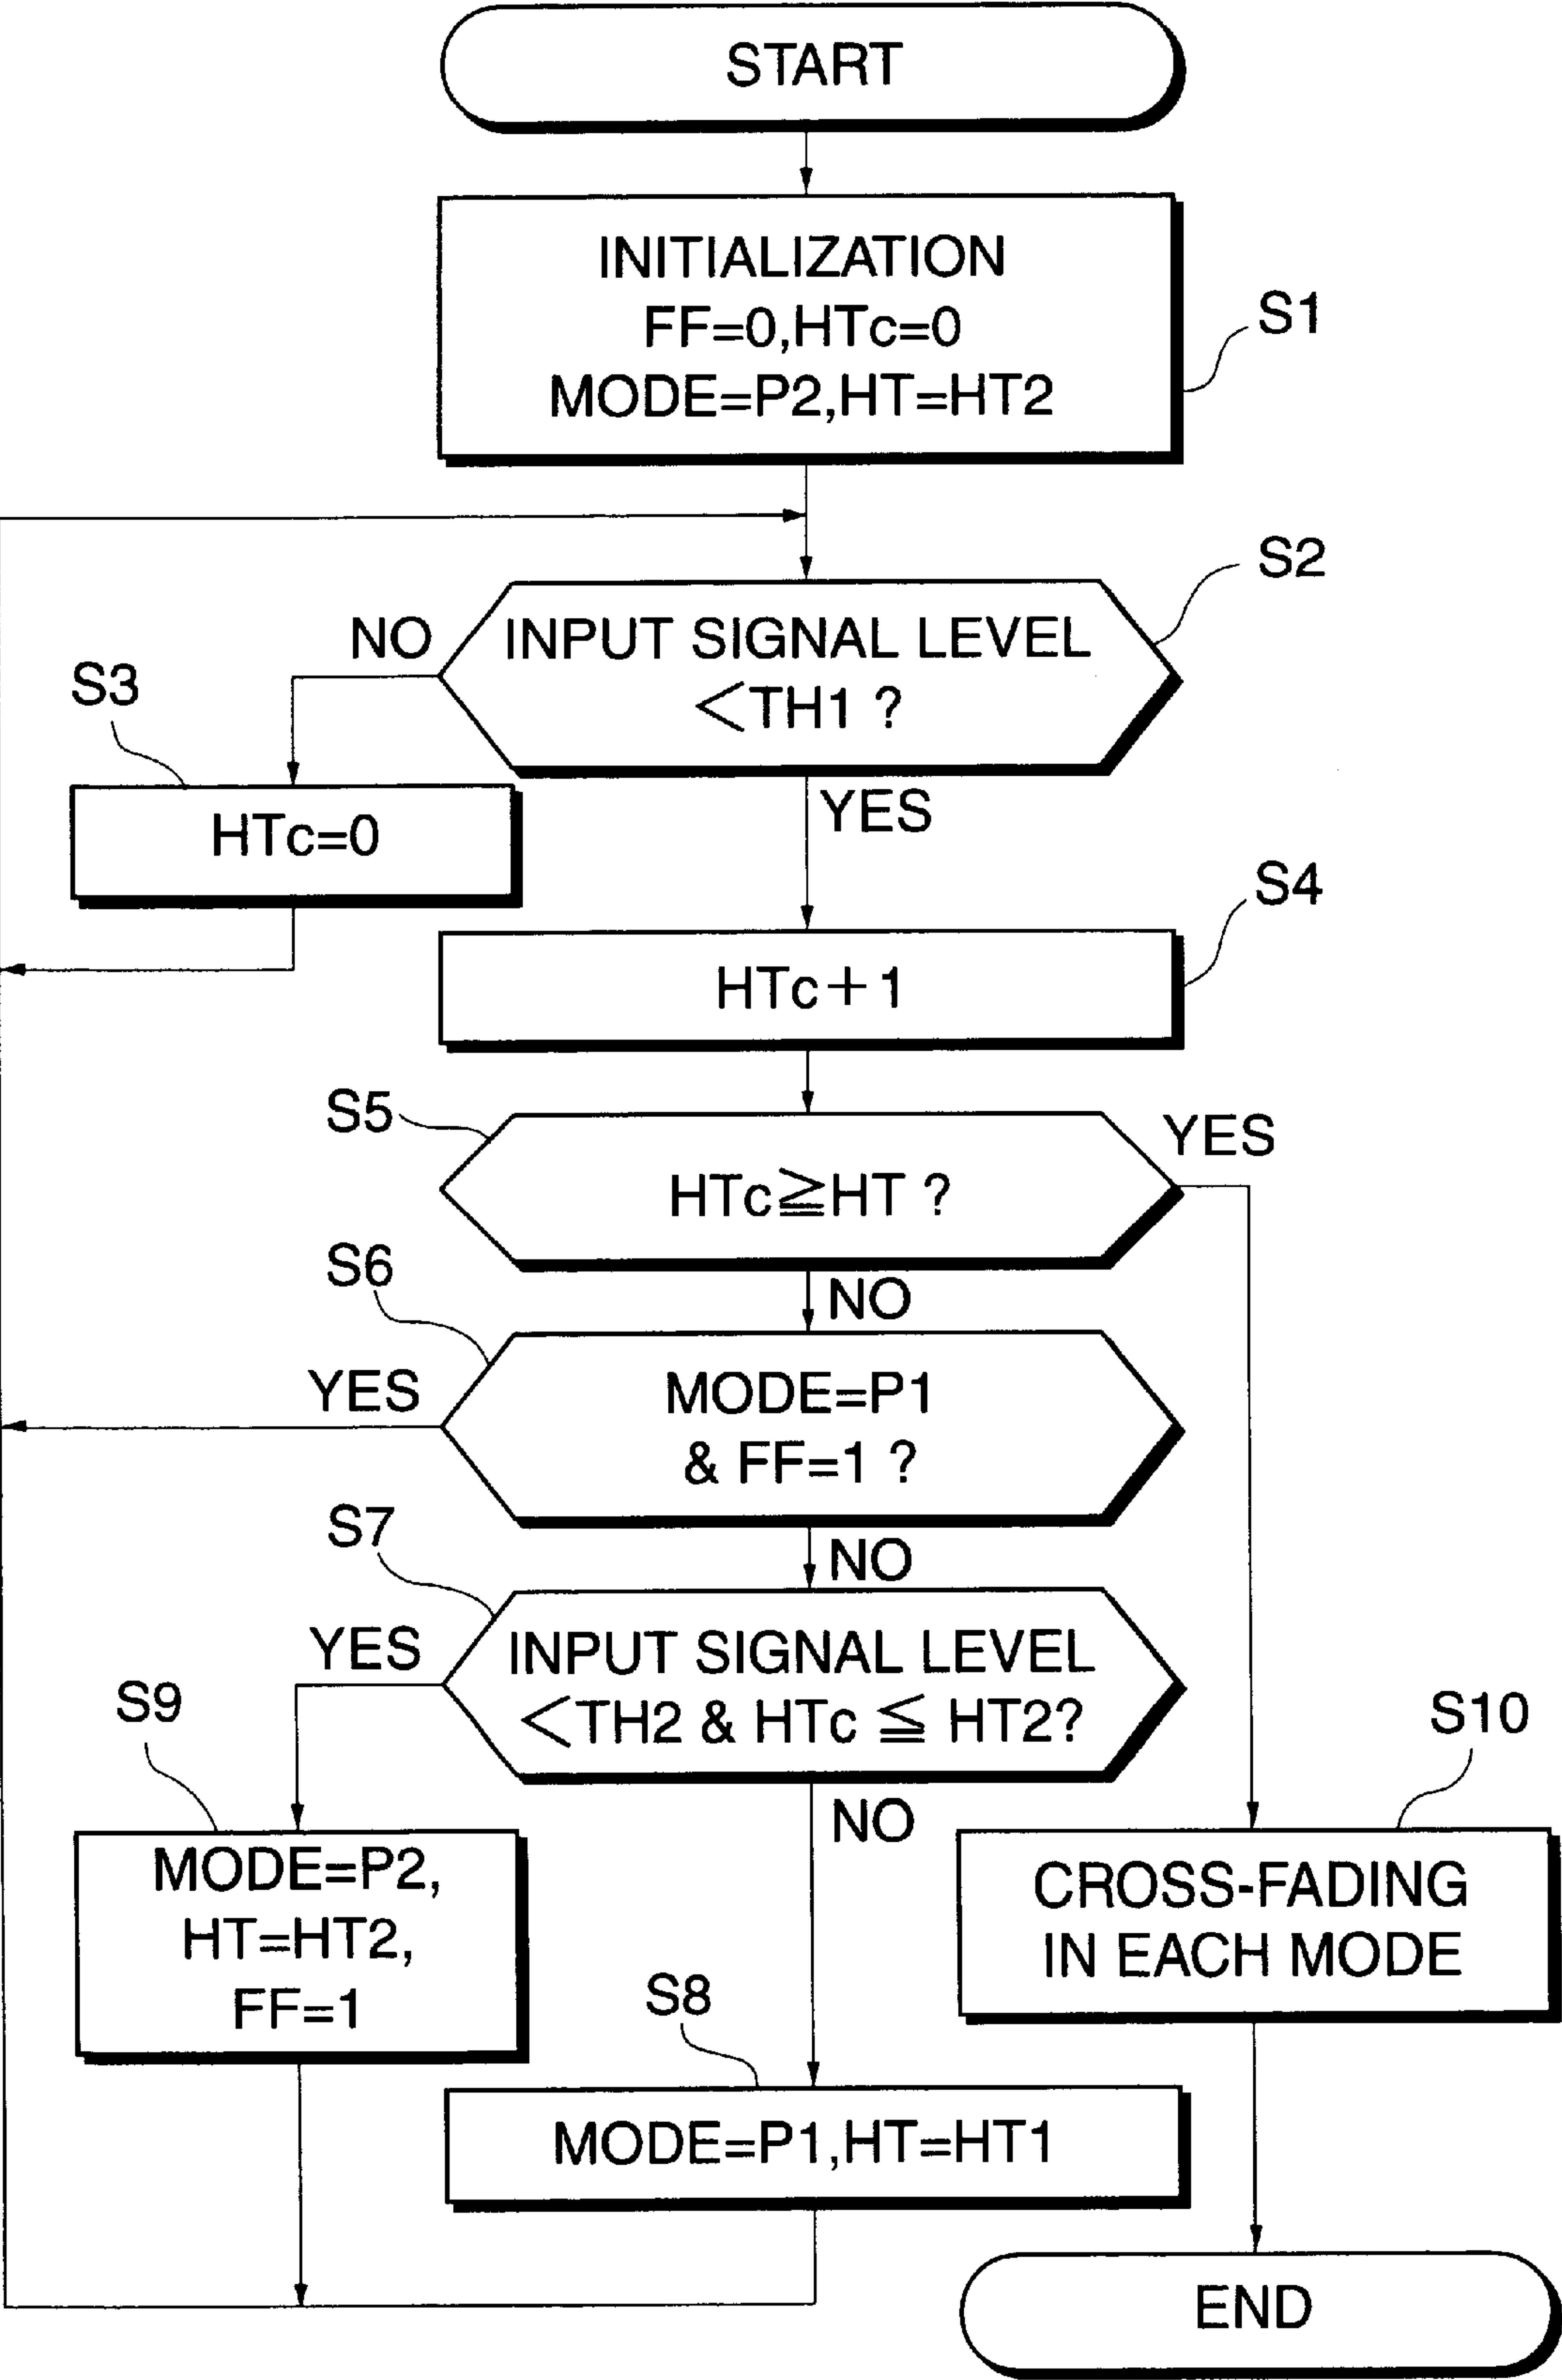 START
INITIALIZATION
FF=0,HTc=0
MODE=P2,HT=HT2
S1
S2
NO
INPUT SIGNAL LEVEL
<TH1 ?
S3
HTc=0
YES
S4
HTc+1
S5
YES
HTc≧HT ?
S6
NO
YES
MODE=P1
& FF=1 ?
S7
NO
YES
INPUT SIGNAL LEVEL
<TH2 & HTc ≦ HT2?
S9
S10
NO
MODE=P2,
HT=HT2,
FF=1
CROSS-FADING
IN EACH MODE
S8
MODE=P1,HT=HT1
END